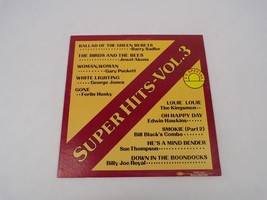 BALLAD OF THE GREEN BERETS
Barry Sadler
THE BIRDS AND THE BEES
Jewel Akens
WOMAN, WOMAN
Gary Puckett
WHITE LIGHTING
George Jones
GONE
Ferlin Husky
SUPER HITS-VOL.3
LOUIE LOUIE
The Kingsmen
OH HAPPY DAY
Edwin Hawkins
SMOKIE (Part 2)
Bill Black's Combo
HE'S A MIND BENDER
Sue Thompson
DOWN IN THE BOONDOCKS
Billy Joe Royal